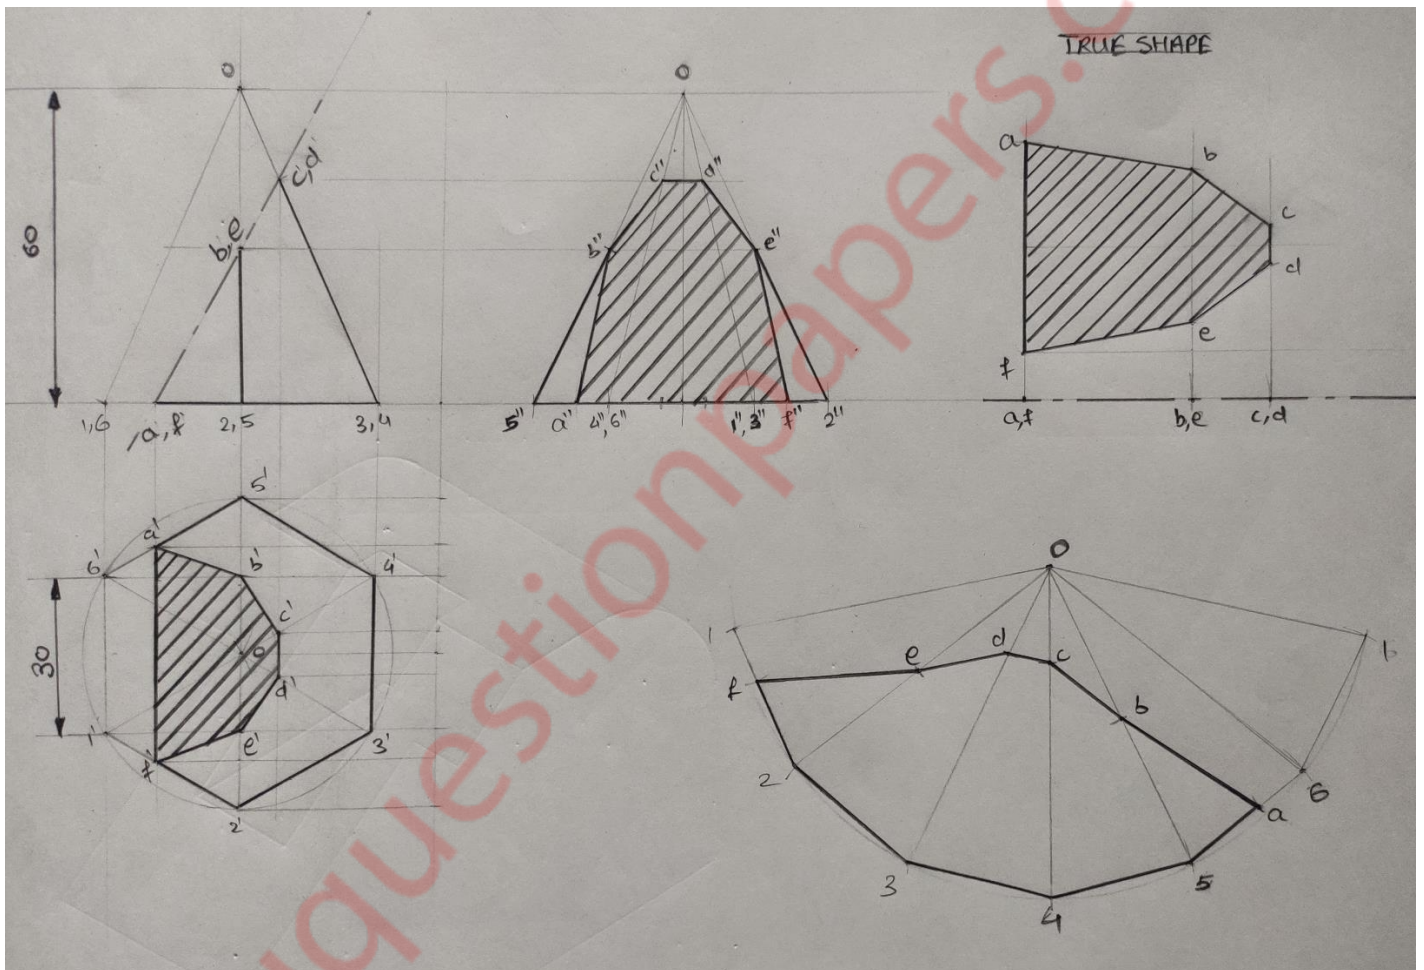 TRUE SHAPE
O
c',d'
b',e'
60
1,6
,a',f'
2,5
3,4
O
c"
d"
b"
e"
5"
a"
4",6"
1",3"
f"
2"
a
b
c
d
e
f
a,f
b,e
c,d
5'
a'
6'
b'
4'
c'
o
d'
30
1'
e'
3'
f'
2'
O
1
f
e
d
c
b
2
a
6
3
4
5
questionpapers.c